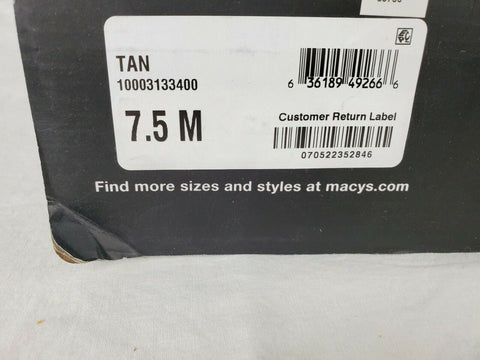 TAN
10003133400
7.5 M
6 36189 49266 6
Customer Return Label
070522352846
Find more sizes and styles at macys.com